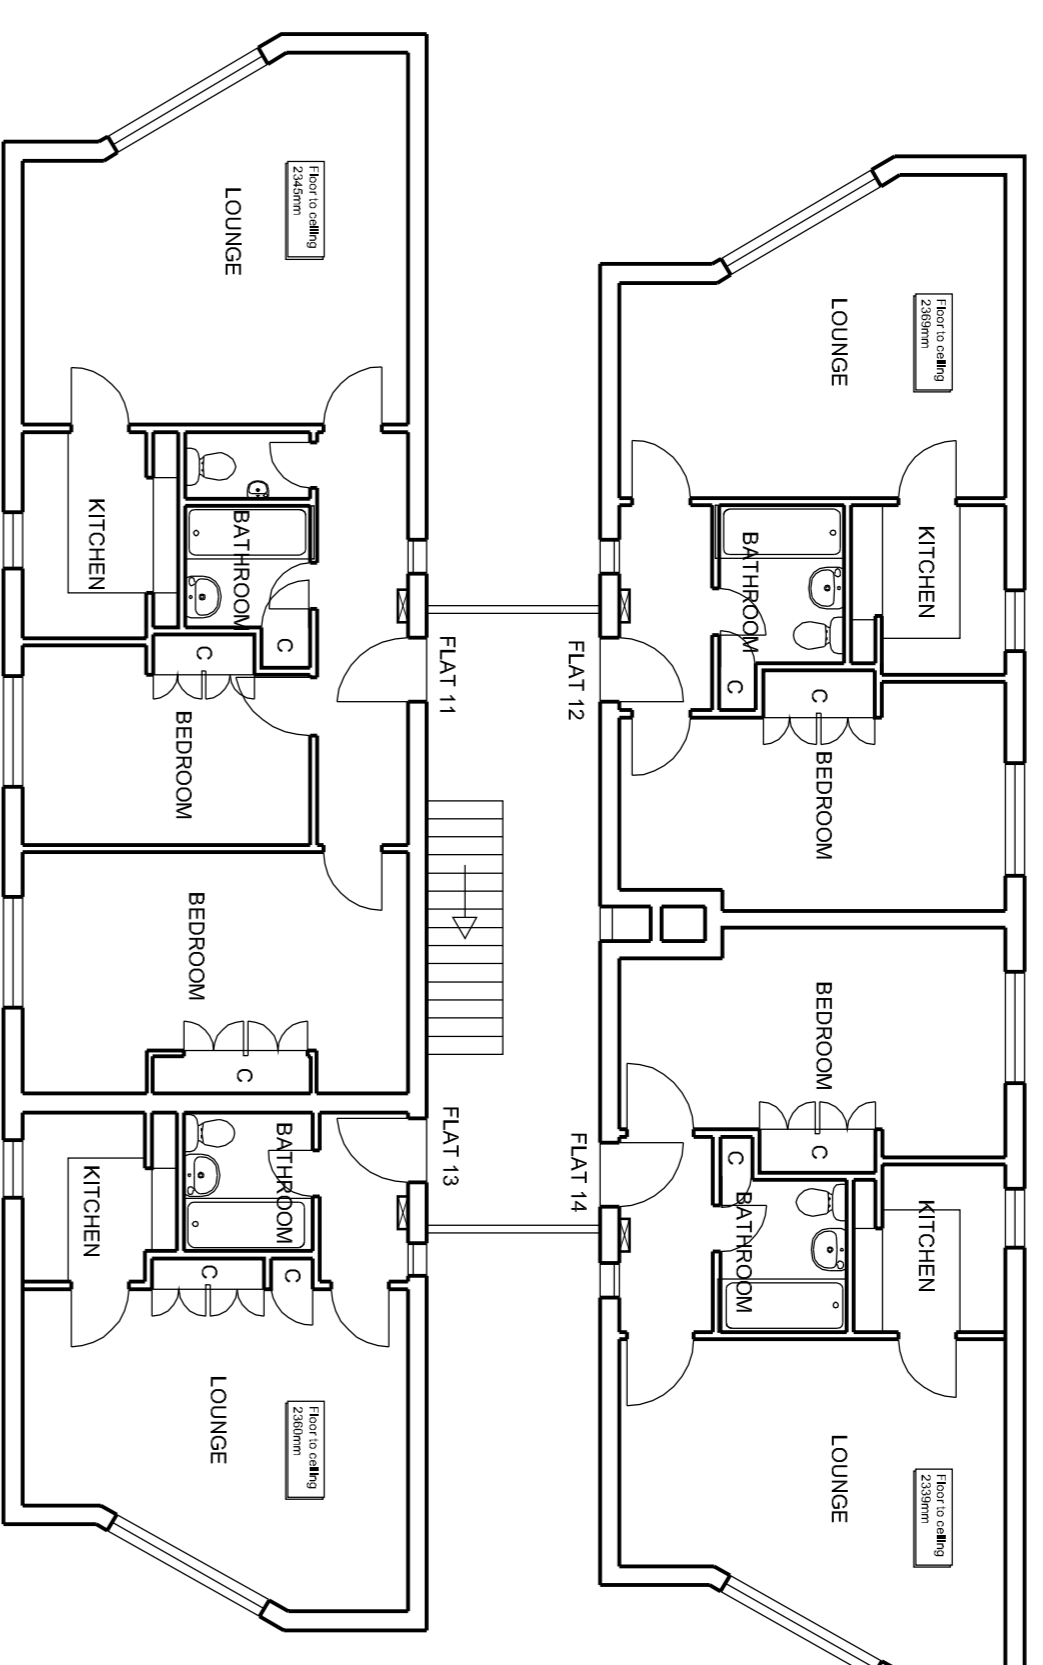 Floor to ceiling
2345mm
LOUNGE
KITCHEN
BATHROOM
C
C
BEDROOM
FLAT 11
BEDROOM
C
Floor to ceiling
2369mm
LOUNGE
KITCHEN
BATHROOM
C
C
BEDROOM
FLAT 12
FLAT 13
BATHROOM
KITCHEN
C
C
LOUNGE
Floor to ceiling
2360mm
FLAT 14
BEDROOM
C
C
BATHROOM
KITCHEN
LOUNGE
Floor to ceiling
2339mm